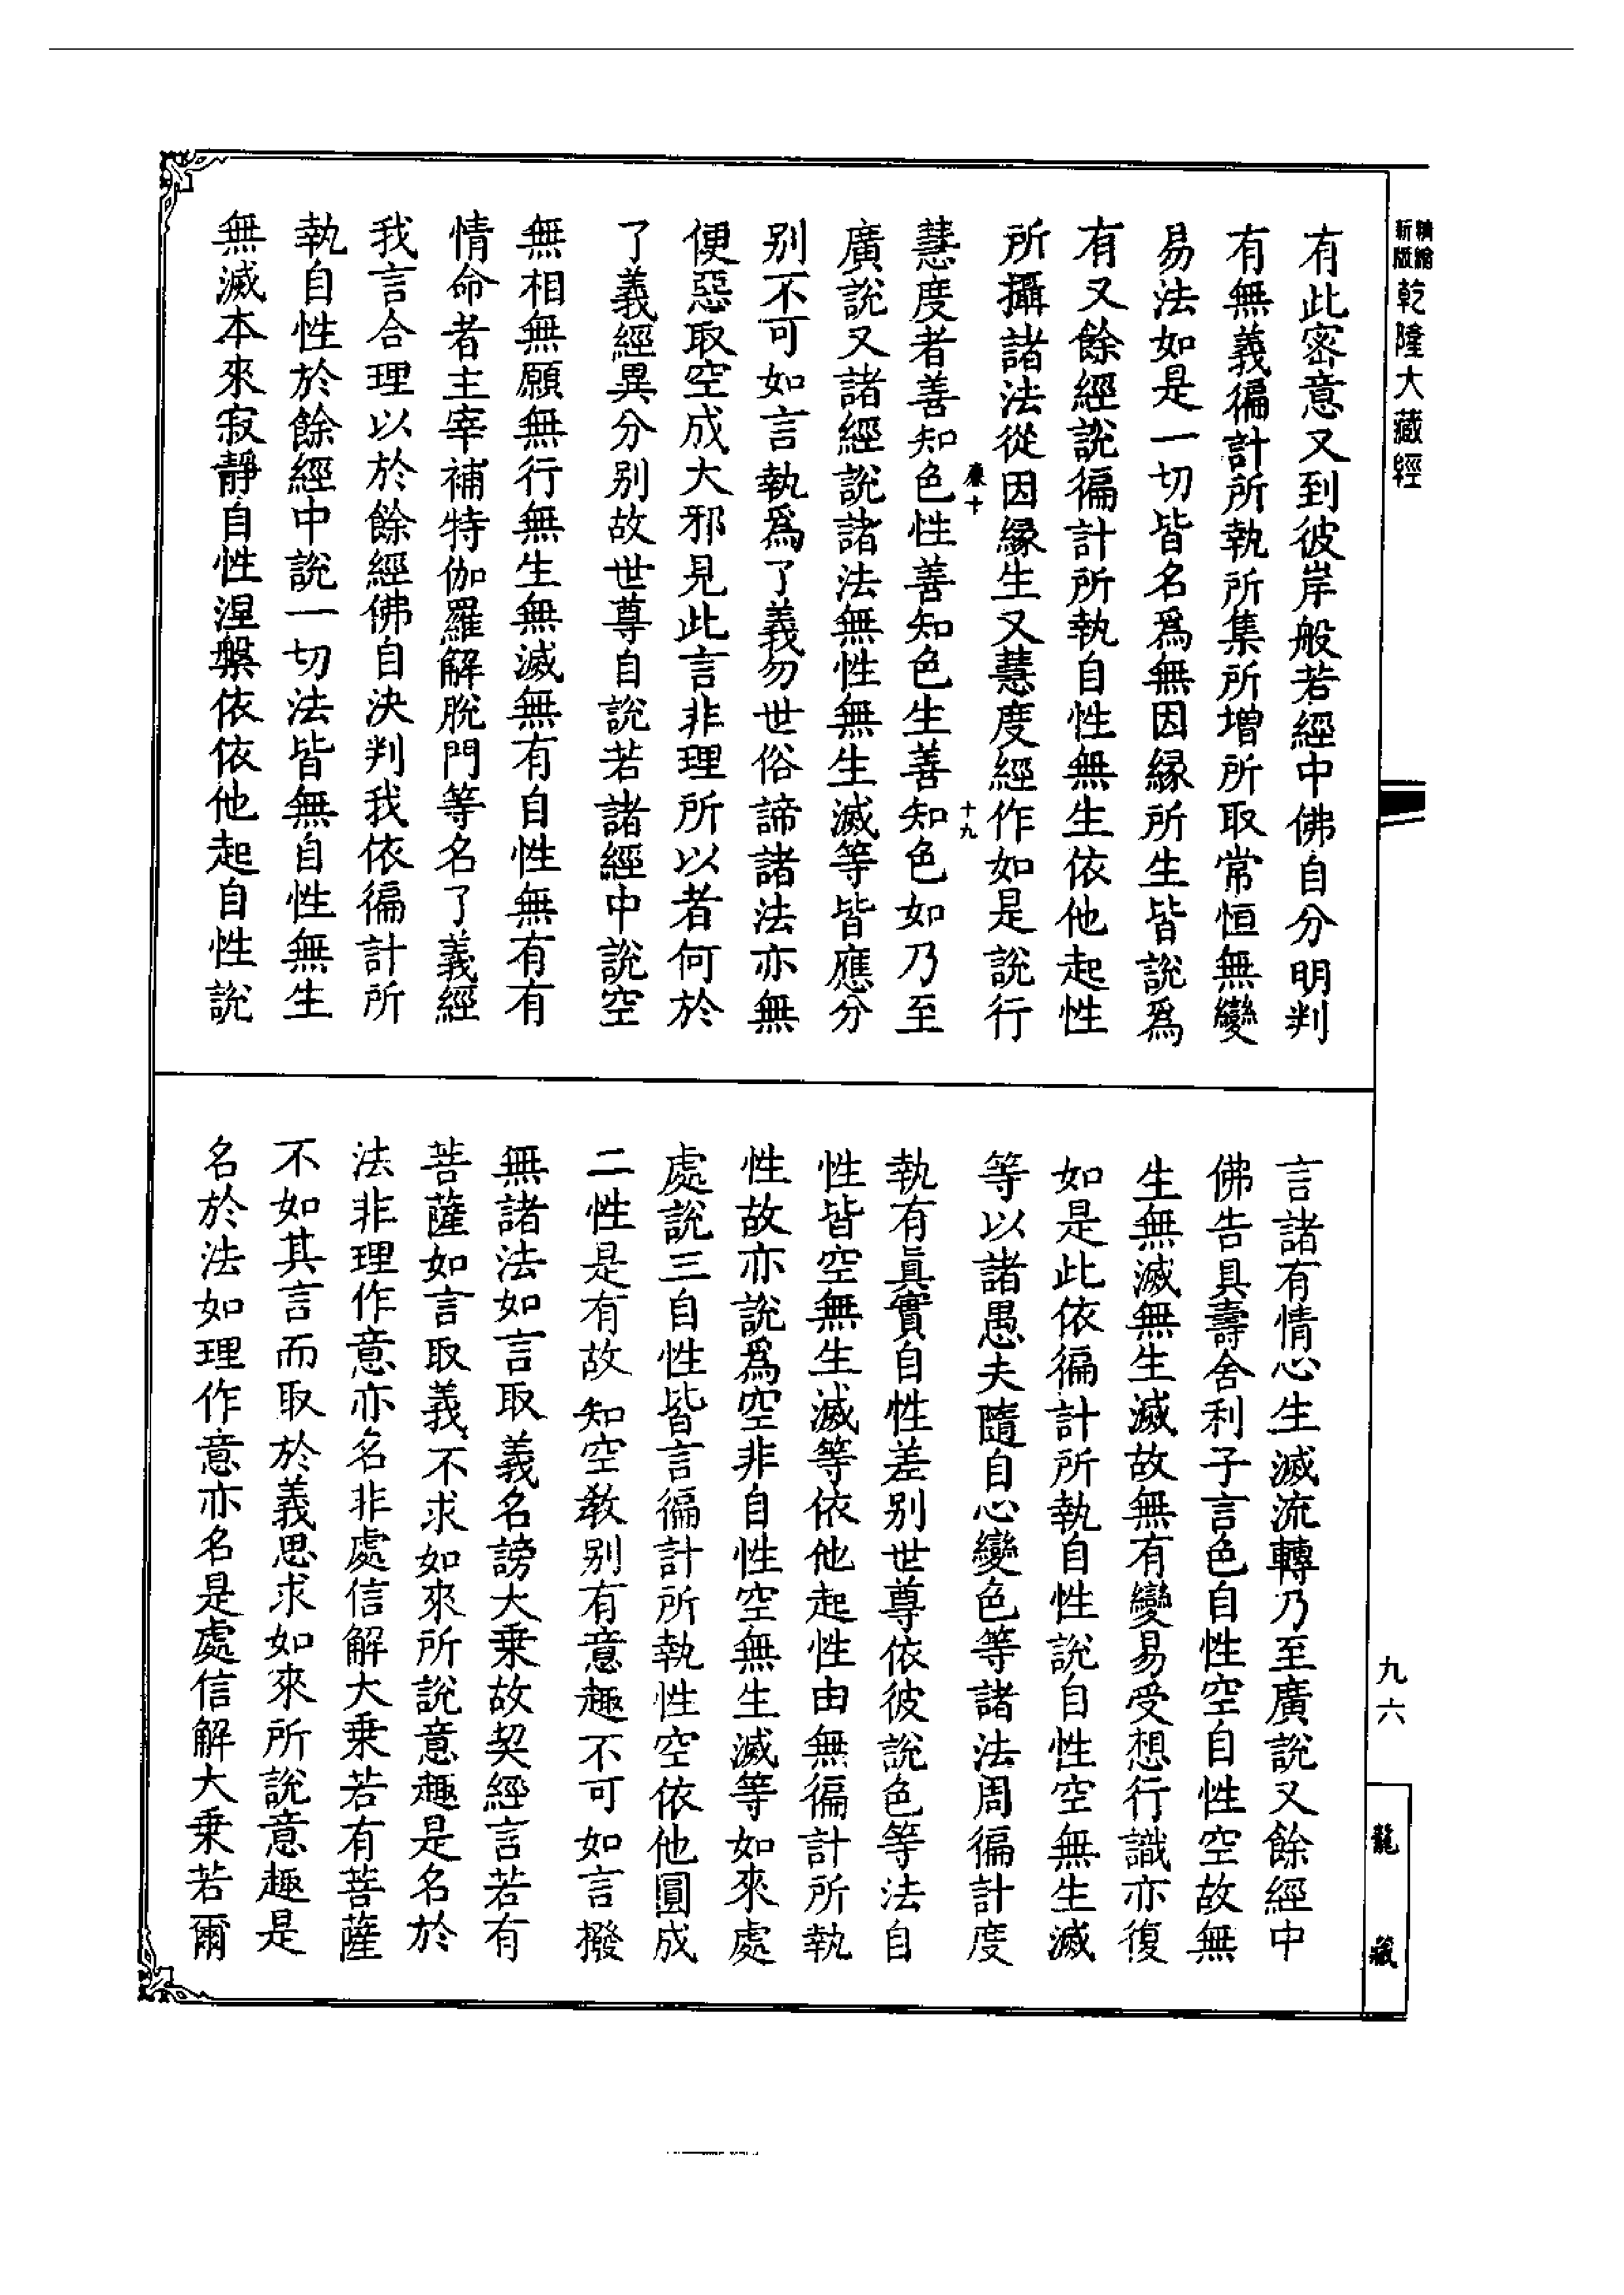 精繪新版乾隆大藏經
有此密意又到彼岸般若經中佛自分明判
有無義徧計所執所集所增所取常恒無變
易法如是一切皆名爲無因緣所生皆說爲
有又餘經說徧計所執自性無生依他起性
所攝諸法從因緣生又慧度經作如是說行
十九
慧度者善知色性善知色生善知色如乃至
廣說又諸經說諸法無性無生滅等皆應分
別不可如言執爲了義勿世俗諦諸法亦無
便惡取空成大邪見此言非理所以者何於
了義經異分別故世尊自說若諸經中說空
無相無願無行無生無滅無有自性無有有
情命者主宰補特伽羅解脫門等名了義經
我言合理以於餘經佛自決判我依徧計所
執自性於餘經中說一切法皆無自性無生
無滅本來寂靜自性涅槃依依他起自性說
言諸有情心生滅流轉乃至廣說又餘經中
佛告具壽舍利子言色自性空自性空故無
生無滅無生滅故無有變易受想行識亦復
如是此依徧計所執自性說自性空無生滅
等以諸愚夫隨自心變色等諸法周徧計度
執有眞實自性差別世尊依彼說色等法自
性皆空無生滅等依他起性由無徧計所執
性故亦說爲空非自性空無生滅等如來處
處說三自性皆言徧計所執性空依他圓成
二性是有故知空教別有意趣不可如言撥
無諸法如言取義名謗大乗故契經言若有
菩薩如言取義不求如來所說意趣是名於
法非理作意亦名非處信解大乗若有菩薩
不如其言而取於義思求如來所說意趣是
名於法如理作意亦名是處信解大乗若爾
九六
龍藏